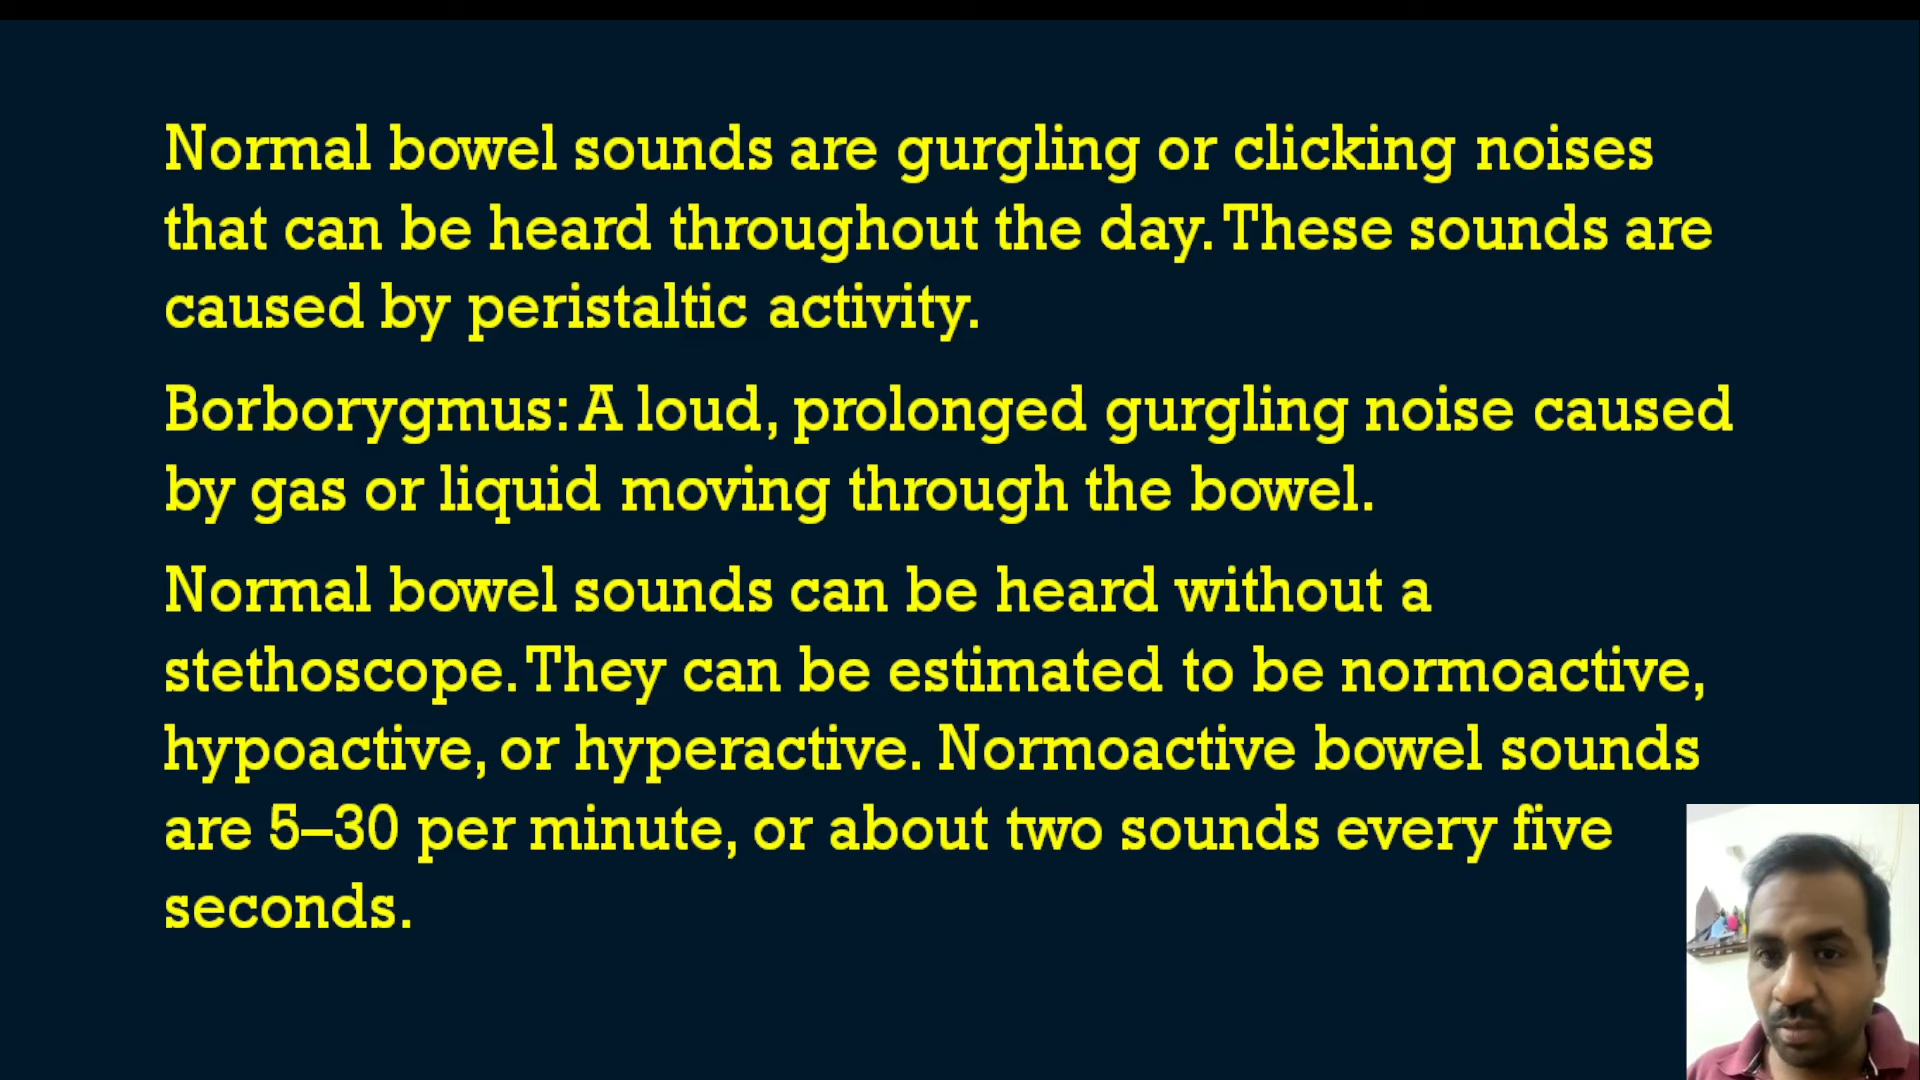 Normal bowel sounds are gurgling or clicking noises
that can be heard throughout the day. These sounds are
caused by peristaltic activity.
Borborygmus: A loud, prolonged gurgling noise caused
by gas or liquid moving through the bowel.
Normal bowel sounds can be heard without a
stethoscope. They can be estimated to be normoactive,
hypoactive, or hyperactive. Normoactive bowel sounds
are 5–30 per minute, or about two sounds every five
seconds.